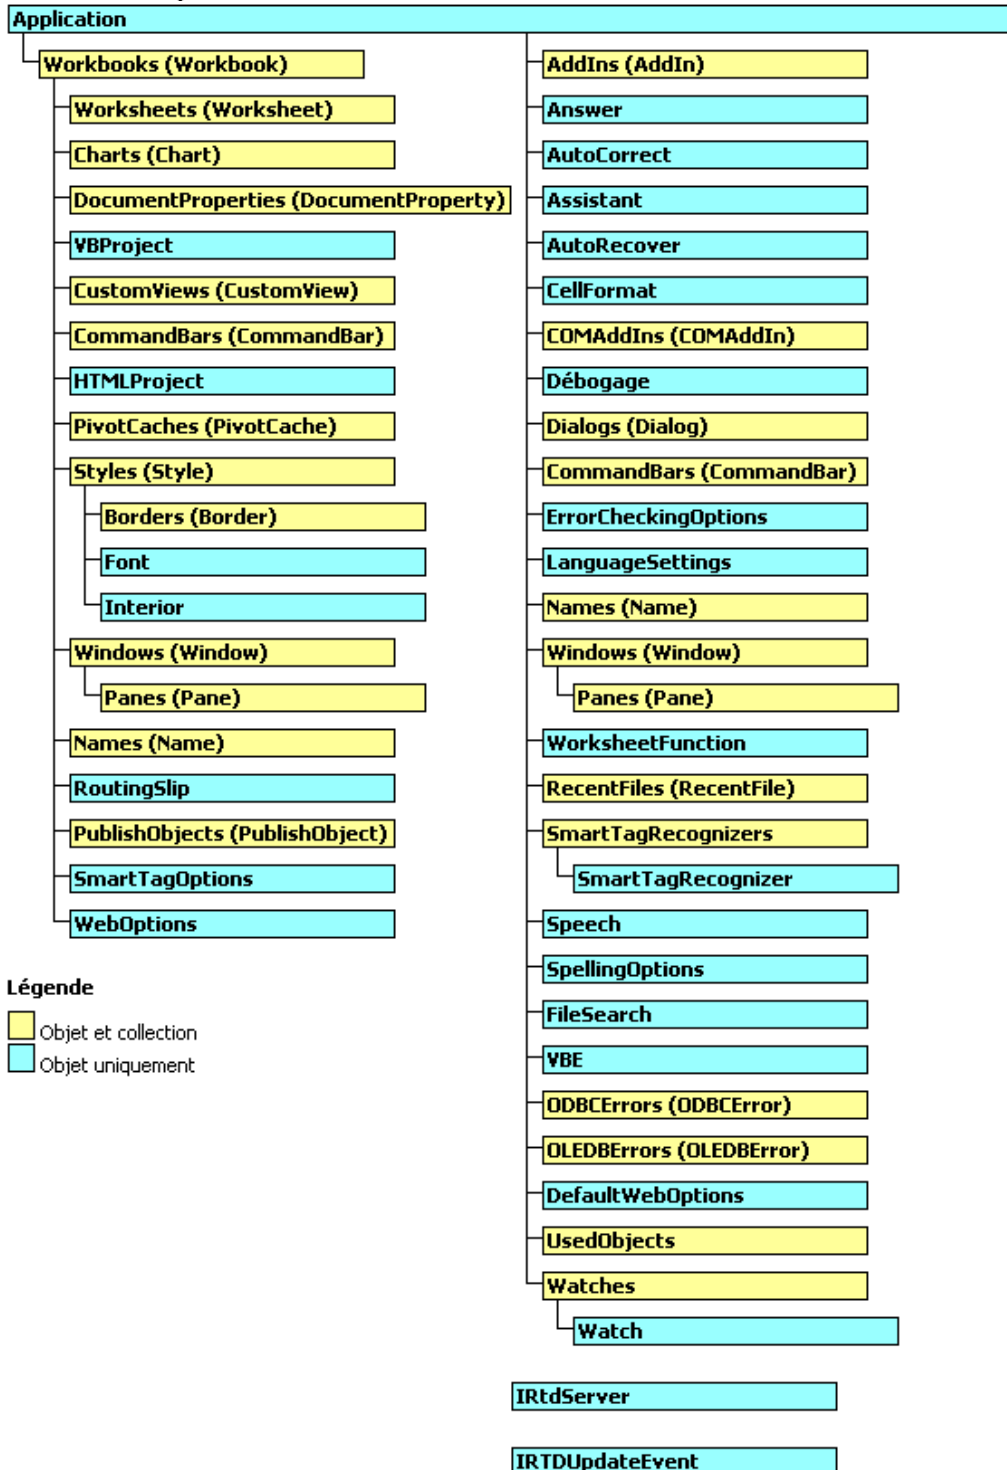 Application
Workbooks (Workbook)
Worksheets (Worksheet)
Charts (Chart)
DocumentProperties (DocumentProperty)
VBProject
CustomViews (CustomView)
CommandBars (CommandBar)
HTMLProject
PivotCaches (PivotCache)
Styles (Style)
Borders (Border)
Font
Interior
Windows (Window)
Panes (Pane)
Names (Name)
RoutingSlip
PublishObjects (PublishObject)
SmartTagOptions
WebOptions
Légende
Objet et collection
Objet uniquement
AddIns (AddIn)
Answer
AutoCorrect
Assistant
AutoRecover
CellFormat
COMAddIns (COMAddIn)
Débogage
Dialogs (Dialog)
CommandBars (CommandBar)
ErrorCheckingOptions
LanguageSettings
Names (Name)
Windows (Window)
Panes (Pane)
WorksheetFunction
RecentFiles (RecentFile)
SmartTagRecognizers
SmartTagRecognizer
Speech
SpellingOptions
FileSearch
VBE
ODBCErrors (ODBCError)
OLEDBErrors (OLEDBError)
DefaultWebOptions
UsedObjects
Watches
Watch
IRtdServer
IRTDUpdateEvent